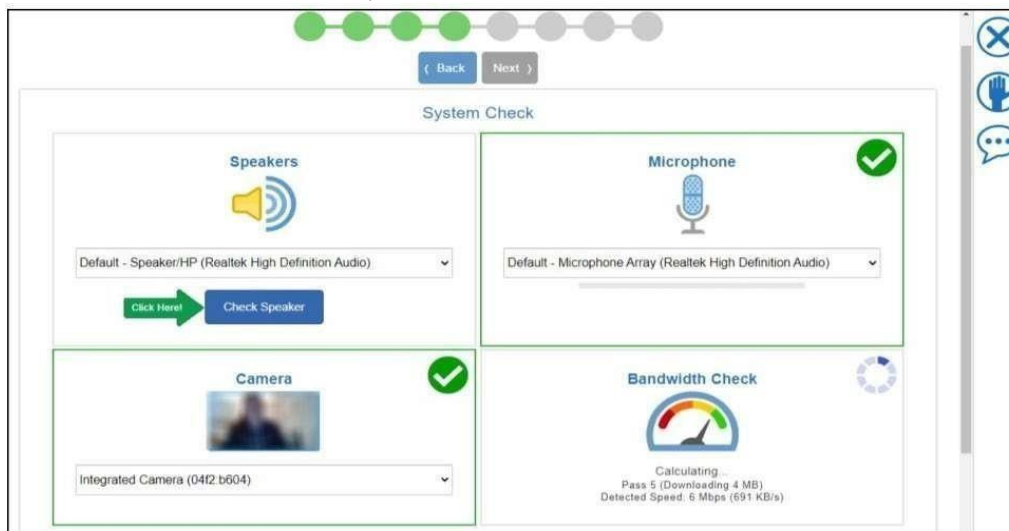 ⟨ Back
Next ⟩
System Check
Speakers
Default - Speaker/HP (Realtek High Definition Audio)
Click Here!
Check Speaker
Microphone
Default - Microphone Array (Realtek High Definition Audio)
Camera
Integrated Camera (04f2:b604)
Bandwidth Check
Calculating...
Pass 5 (Downloading 4 MB)
Detected Speed: 6 Mbps (691 KB/s)